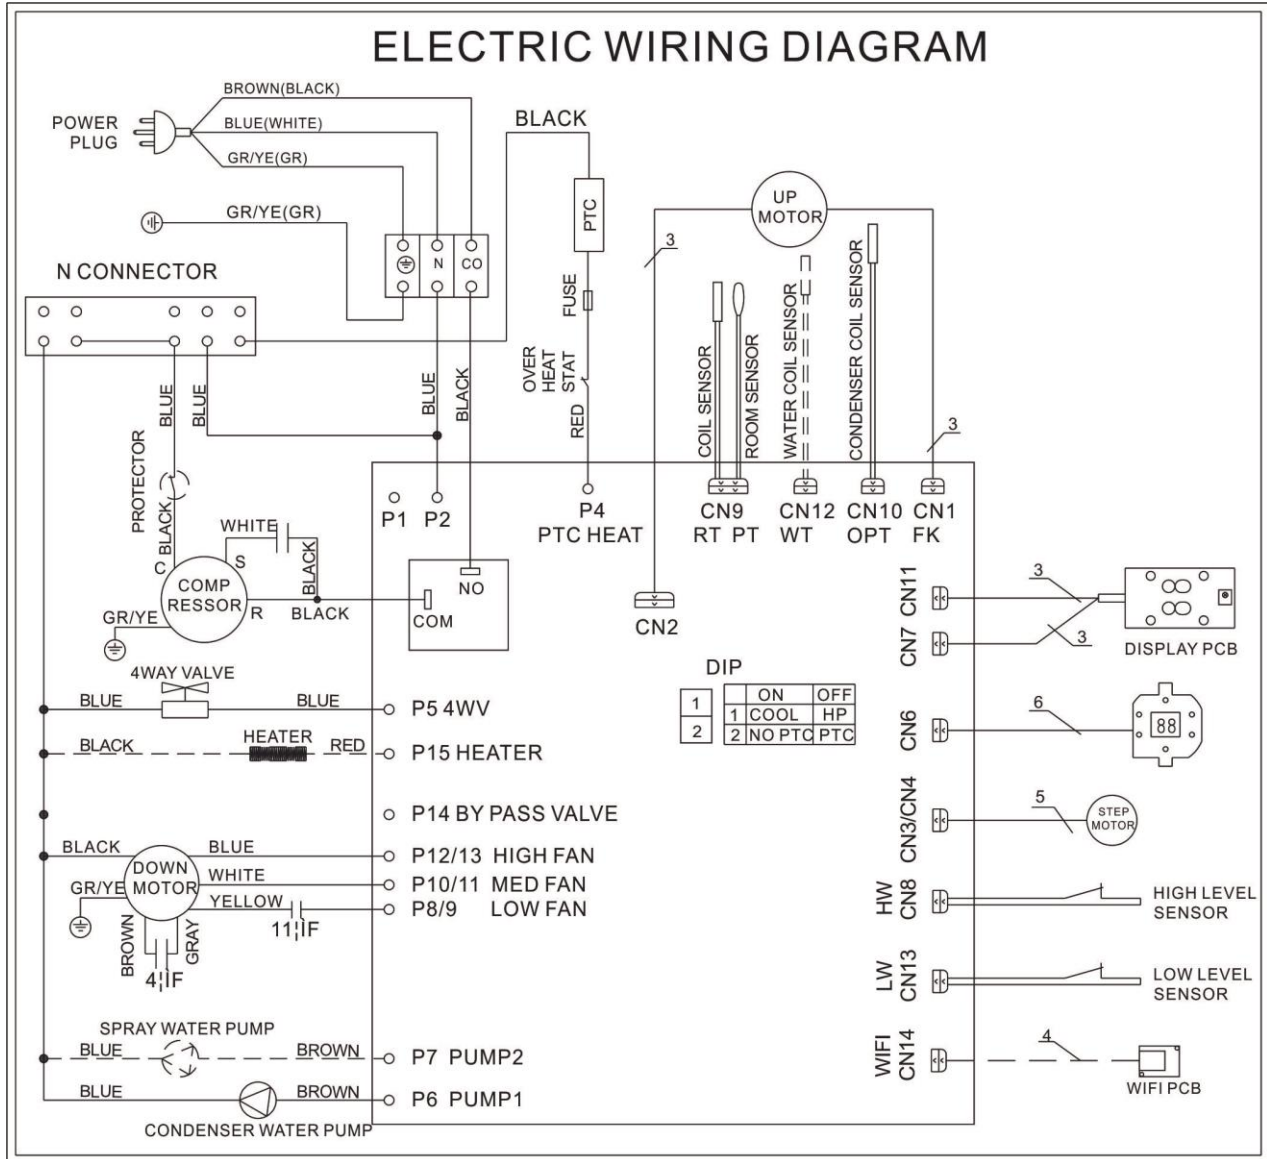 ELECTRIC WIRING DIAGRAM
BROWN(BLACK)
POWER
PLUG
BLUE(WHITE)
GR/YE(GR)
GR/YE(GR)
BLACK
N CONNECTOR
N
CO
PTC
FUSE
OVER
HEAT
STAT
RED
UP
MOTOR
3
3
COIL SENSOR
ROOM SENSOR
WATER COIL SENSOR
CONDENSER COIL SENSOR
BLUE
BLUE
BLUE
BLACK
PROTECTOR
BLACK
WHITE
BLACK
C
S
R
COMP
RESSOR
BLACK
GR/YE
P1
P2
P4
PTC HEAT
CN9
RT PT
CN12
WT
CN10
OPT
CN1
FK
NO
COM
CN2
CN11
3
CN7
3
DISPLAY PCB
DIP
1
2
ON OFF
1 COOL HP
2 NO PTC PTC
4WAY VALVE
BLUE
BLUE
P5 4WV
BLACK
HEATER
RED
P15 HEATER
P14 BY PASS VALVE
CN6
6
88
CN3/CN4
5
STEP
MOTOR
BLACK
DOWN
MOTOR
GR/YE
BLUE
P12/13 HIGH FAN
WHITE
P10/11 MED FAN
YELLOW
P8/9 LOW FAN
11¦ÌF
BROWN
GRAY
4¦ÌF
HW
CN8
HIGH LEVEL
SENSOR
LW
CN13
LOW LEVEL
SENSOR
SPRAY WATER PUMP
BLUE
BROWN
P7 PUMP2
BLUE
BROWN
P6 PUMP1
CONDENSER WATER PUMP
WIFI
CN14
4
WIFI PCB